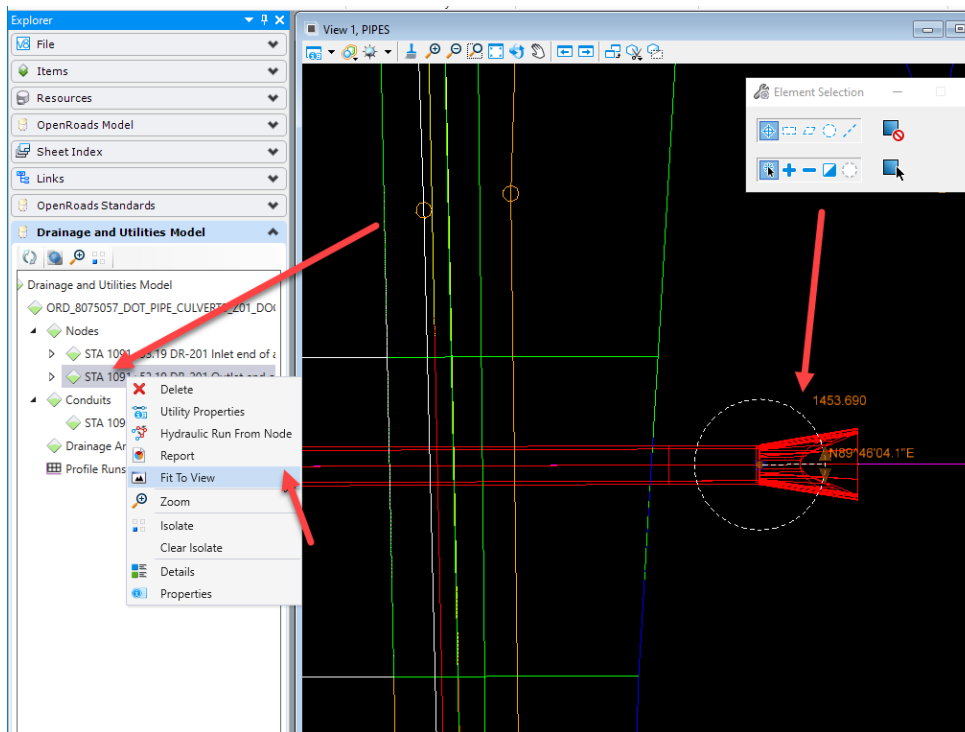 Explorer
File
Items
Resources
OpenRoads Model
Sheet Index
Links
OpenRoads Standards
Drainage and Utilities Model
Drainage and Utilities Model
Nodes
STA 1091 53.19 DR-201 Inlet end of a
STA 109 DR-201 Outlet end
Conduits
STA 109
Drainage Ar
Profile Runs
Delete
Utility Properties
Hydraulic Run From Node
Report
Fit To View
Zoom
Isolate
Clear Isolate
Details
Properties
View 1, PIPES
Element Selection
1453.690
N89°46'04.1"E